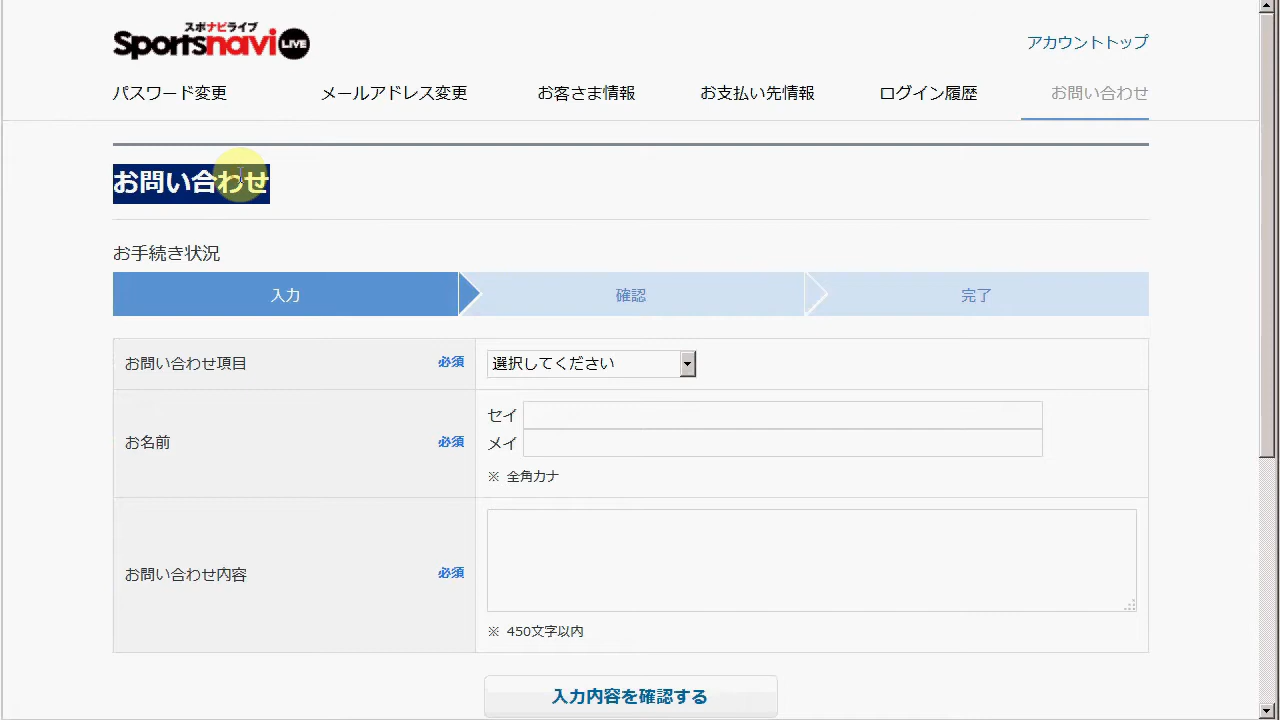 スポナビライブ
Sportsnavi LIVE
アカウントトップ
パスワード変更 メールアドレス変更 お客さま情報 お支払い先情報 ログイン履歴 お問い合わせ
お問い合わせ
お手続き状況
入力 確認 完了
お問い合わせ項目 必須 選択してください
セイ
お名前 必須 メイ
※ 全角カナ
お問い合わせ内容 必須
※ 450文字以内
入力内容を確認する